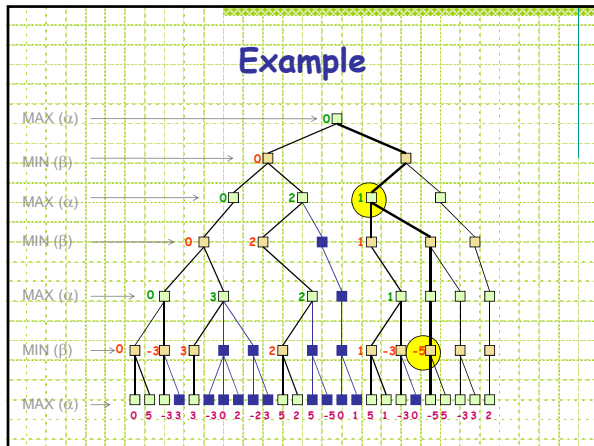 Example
MAX (α) 0
MIN (β) 0
MAX (α) 0 2 1
MIN (β) 0 2 1
MAX (α) 0 3 2 1
MIN (β) 0 -3 3 2 1 -3 -5
MAX (α)
0 5 -3 3 3 -3 0 2 -2 3 5 2 5 -5 0 1 5 1 -3 0 -5 5 -3 3 2